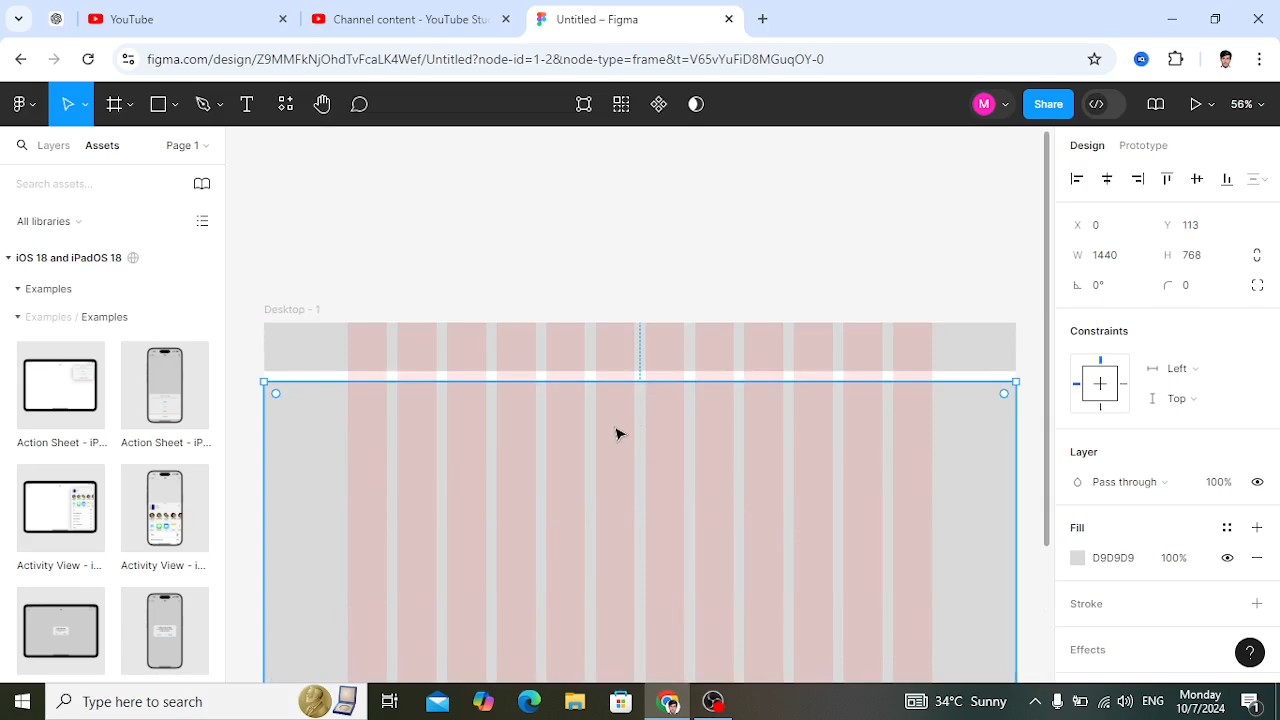 YouTube
Channel content - YouTube Stu
Untitled – Figma
figma.com/design/Z9MMFkNjOhdTvFcaLK4Wef/Untitled?node-id=1-2&node-type=frame&t=V65vYuFiD8MGuqOY-0
M
Share
56%
Layers
Assets
Page 1
Search assets...
All libraries
iOS 18 and iPadOS 18
Examples
Examples / Examples
Action Sheet - iP...
Action Sheet - iP...
Activity View - i...
Activity View - i...
Desktop - 1
Design
Prototype
X 0
Y 113
W 1440
H 768
0°
0
Constraints
Left
Top
Layer
Pass through
100%
Fill
D9D9D9
100%
Stroke
Effects
?
Type here to search
34°C Sunny
ENG
Monday
10/7/2024
1